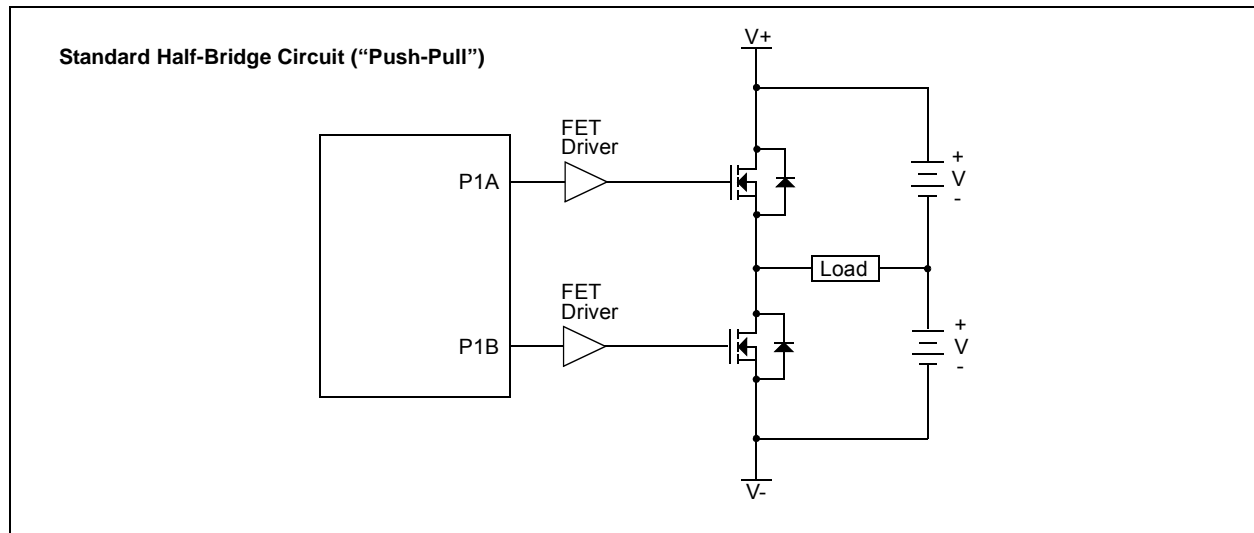 Standard Half-Bridge Circuit (“Push-Pull”)
V+
FET
Driver
P1A
+
V
-
Load
FET
Driver
P1B
+
V
-
V-